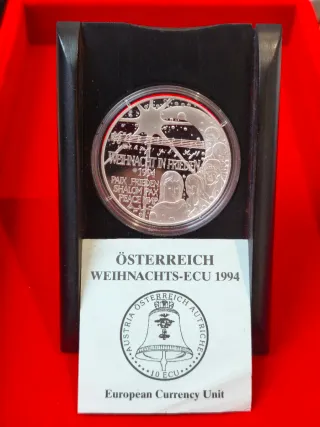 WEIHNACHT IN FRIEDEN
1994
PAIX FRIEDEN
SHALOM PAX
PEACE МИР
ÖSTERREICH
WEIHNACHTS-ECU 1994
AUSTRIA ÖSTERREICH AUTRICHE
10 ECU
European Currency Unit